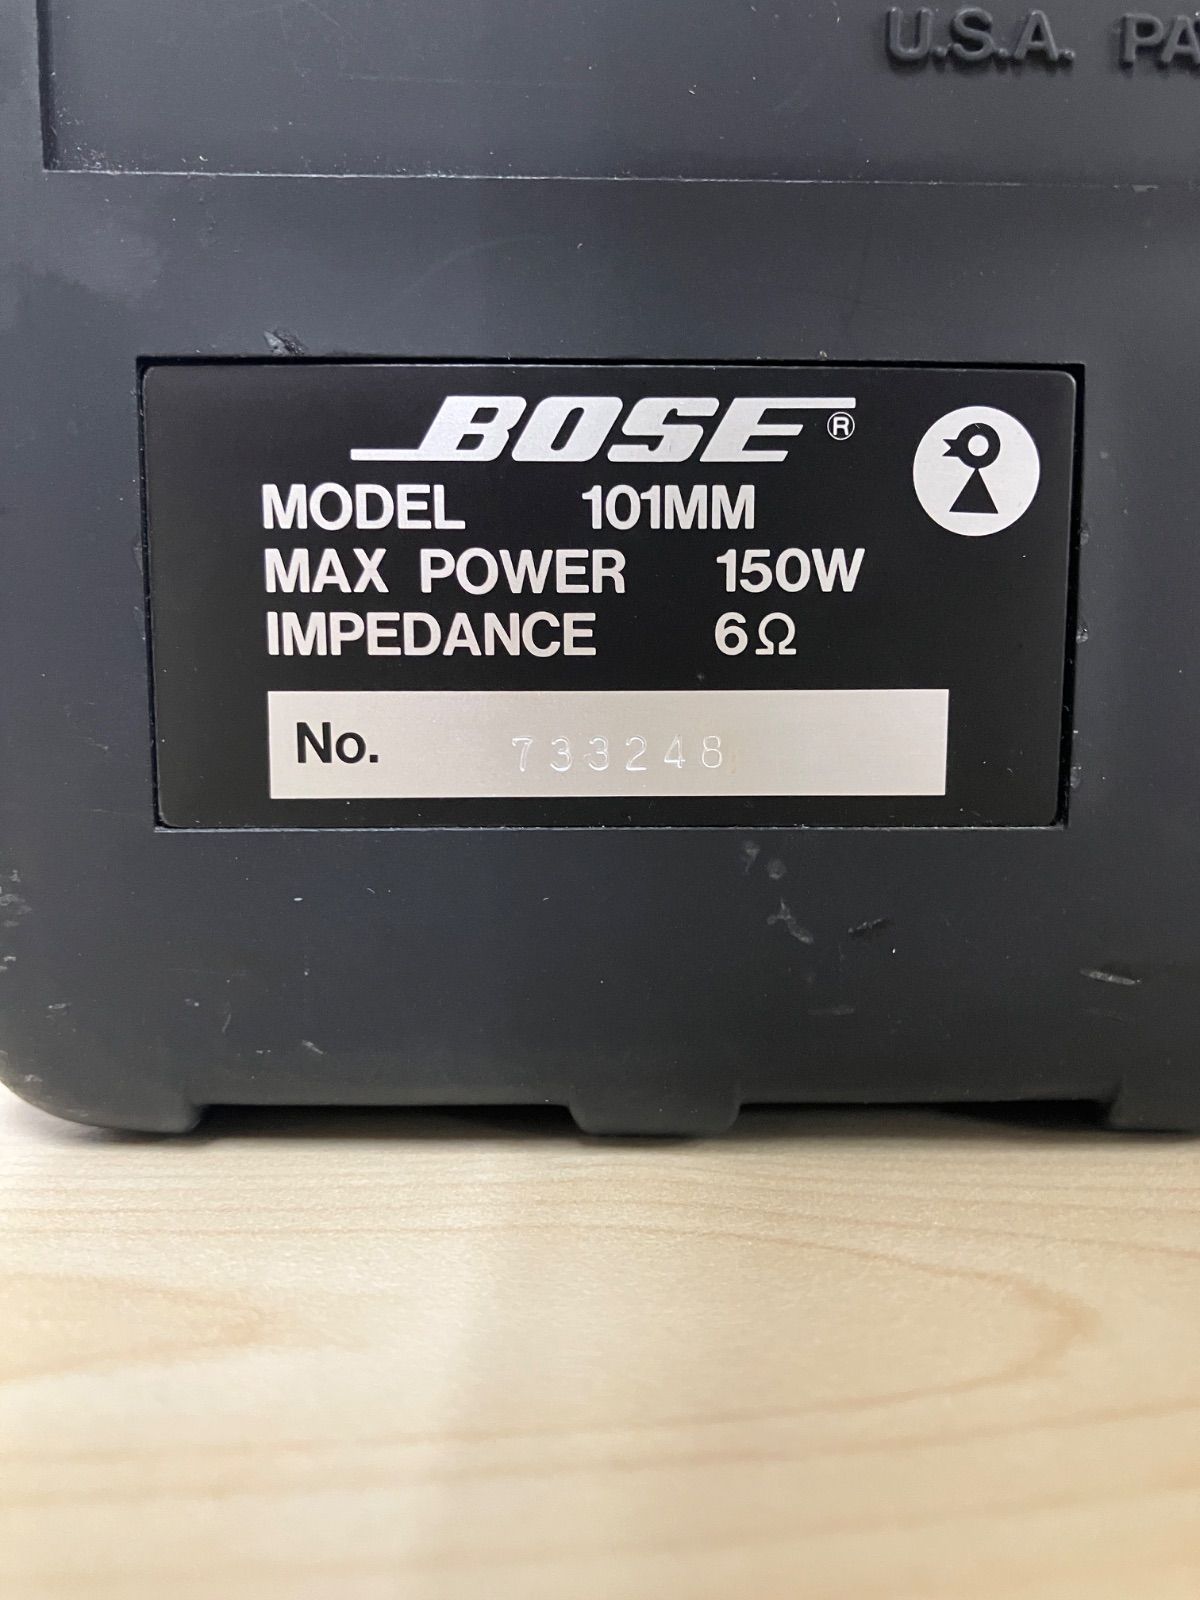 U.S.A. PA
BOSE®
MODEL 101MM
MAX POWER 150W
IMPEDANCE 6Ω
No. 733248